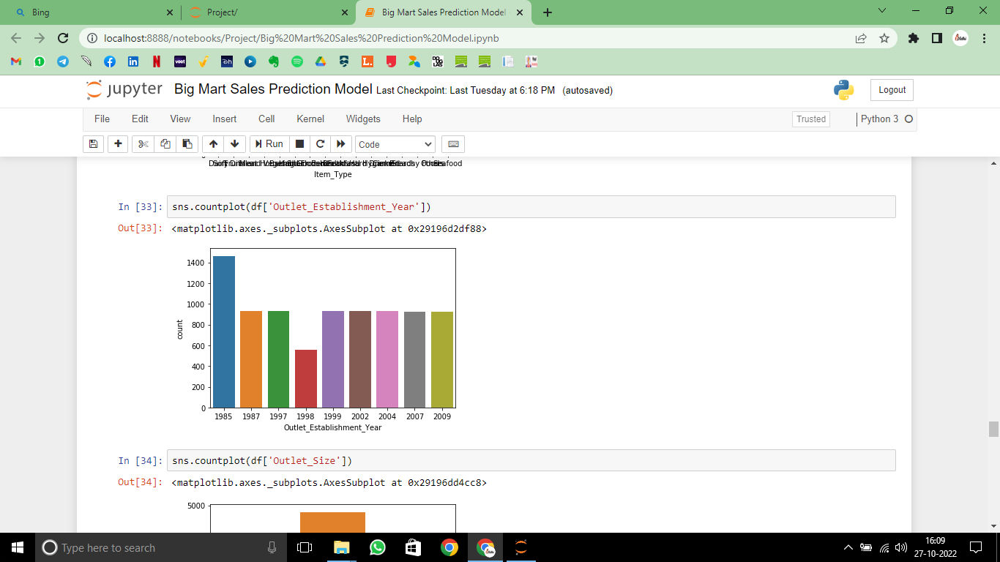 Bing
Project/
Big Mart Sales Prediction Model
localhost:8888/notebooks/Project/Big%20Mart%20Sales%20Prediction%20Model.ipynb
jupyter Big Mart Sales Prediction Model Last Checkpoint: Last Tuesday at 6:18 PM (autosaved)
Logout
File Edit View Insert Cell Kernel Widgets Help
Trusted
Python 3
Run
Code
Seafood
Item_Type
In [33]: sns.countplot(df['Outlet_Establishment_Year'])
Out[33]: <matplotlib.axes._subplots.AxesSubplot at 0x29196d2df88>
1400
1200
1000
800
600
400
200
0
count
1985 1987 1997 1998 1999 2002 2004 2007 2009
Outlet_Establishment_Year
In [34]: sns.countplot(df['Outlet_Size'])
Out[34]: <matplotlib.axes._subplots.AxesSubplot at 0x29196dd4cc8>
5000
Type here to search
16:09
27-10-2022